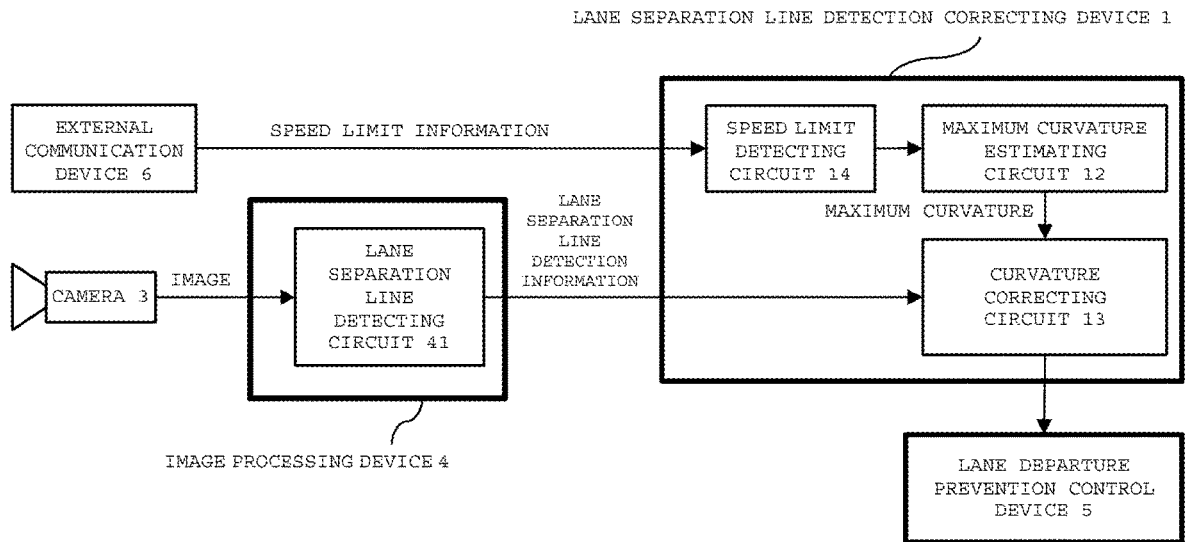 LANE SEPARATION LINE DETECTION CORRECTING DEVICE 1
EXTERNAL
COMMUNICATION
DEVICE 6
SPEED LIMIT INFORMATION
SPEED LIMIT
DETECTING
CIRCUIT 14
MAXIMUM CURVATURE
ESTIMATING
CIRCUIT 12
MAXIMUM CURVATURE
CAMERA 3
IMAGE
LANE
SEPARATION
LINE
DETECTING
CIRCUIT 41
LANE
SEPARATION
LINE
DETECTION
INFORMATION
CURVATURE
CORRECTING
CIRCUIT 13
IMAGE PROCESSING DEVICE 4
LANE DEPARTURE
PREVENTION CONTROL
DEVICE 5